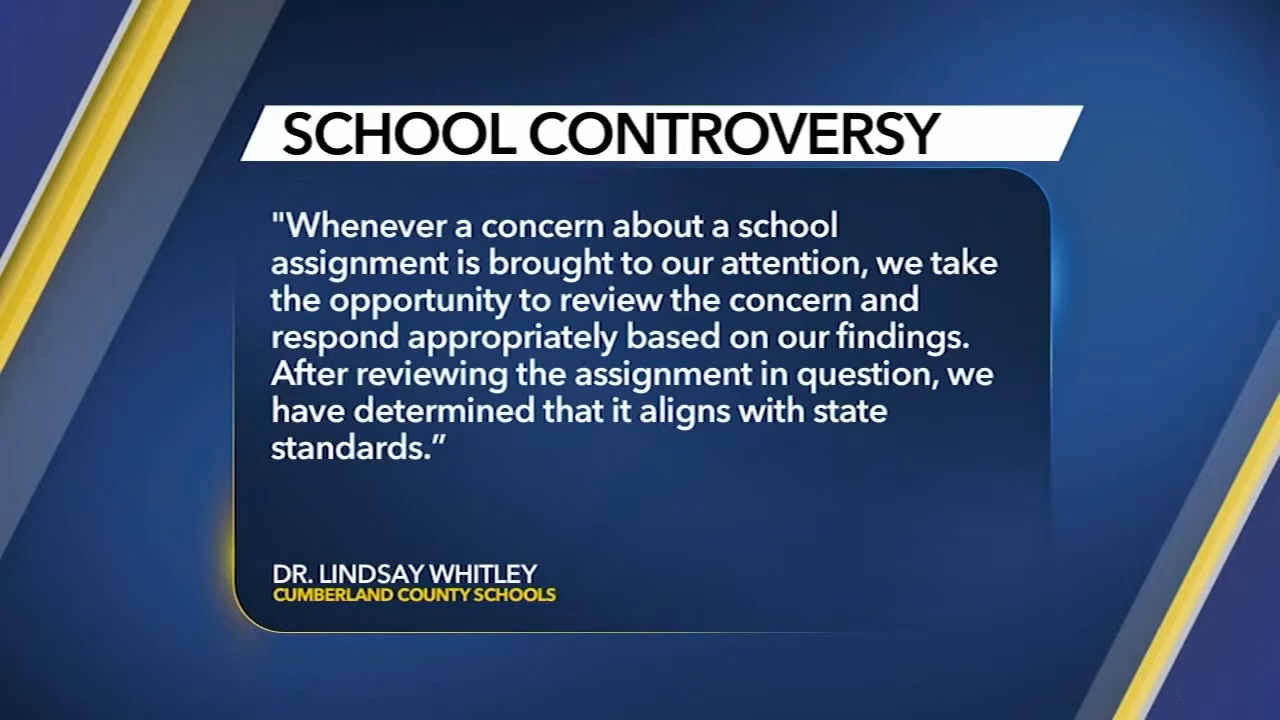 SCHOOL CONTROVERSY
"Whenever a concern about a school
assignment is brought to our attention, we take
the opportunity to review the concern and
respond appropriately based on our findings.
After reviewing the assignment in question, we
have determined that it aligns with state
standards.”
DR. LINDSAY WHITLEY
CUMBERLAND COUNTY SCHOOLS